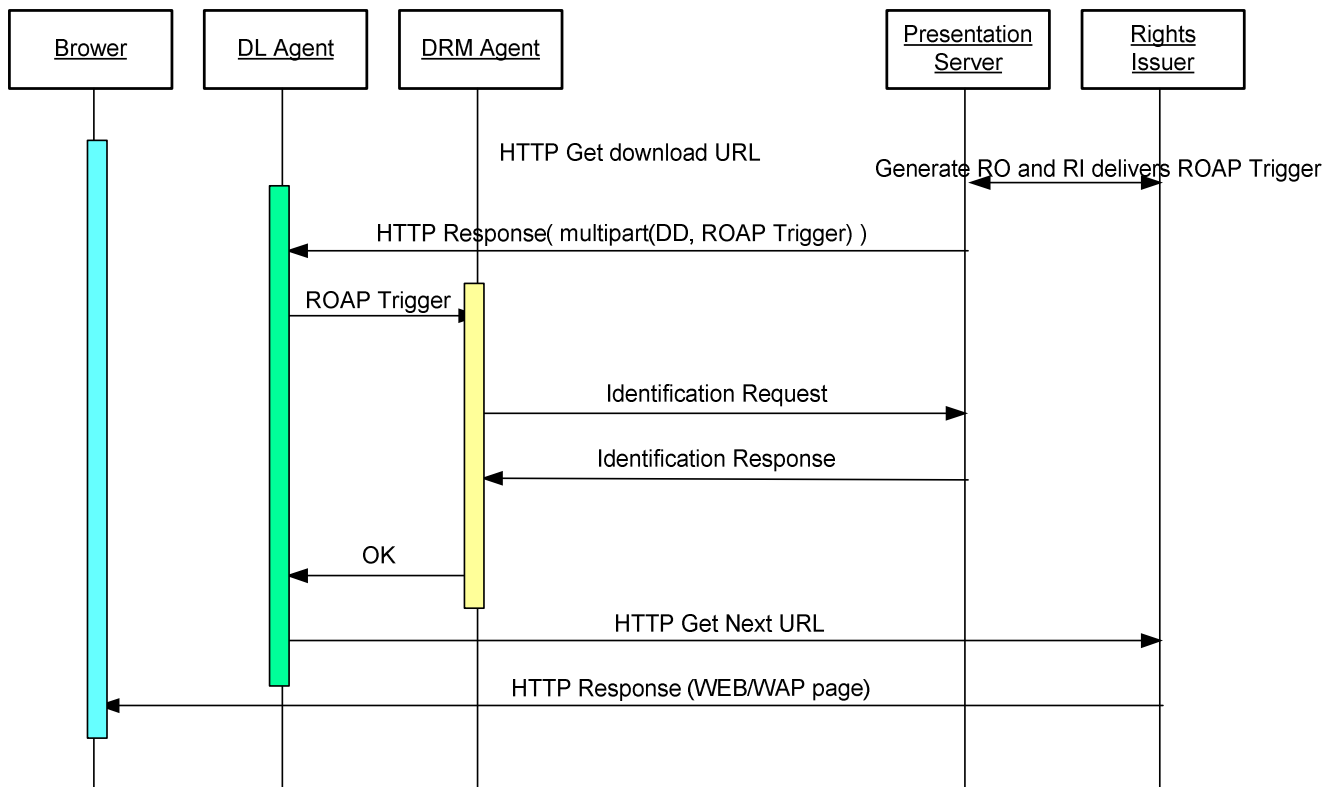 Brower
DL Agent
DRM Agent
Presentation
Server
Rights
Issuer
HTTP Get download URL
Generate RO and RI delivers ROAP Trigger
HTTP Response( multipart(DD, ROAP Trigger) )
ROAP Trigger
Identification Request
Identification Response
OK
HTTP Get Next URL
HTTP Response (WEB/WAP page)